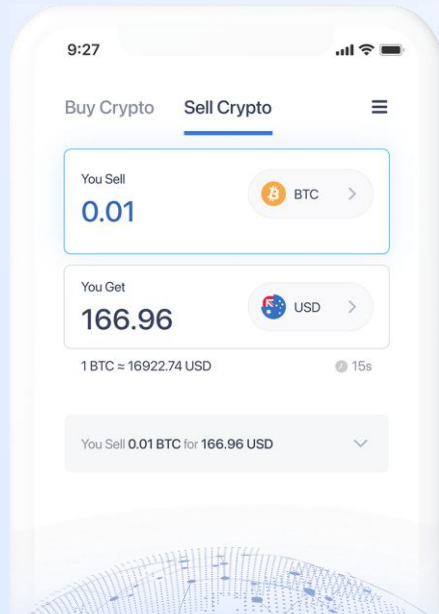 9:27
Buy Crypto Sell Crypto
You Sell
0.01
BTC
You Get
166.96
USD
1 BTC ≈ 16922.74 USD
15s
You Sell 0.01 BTC for 166.96 USD